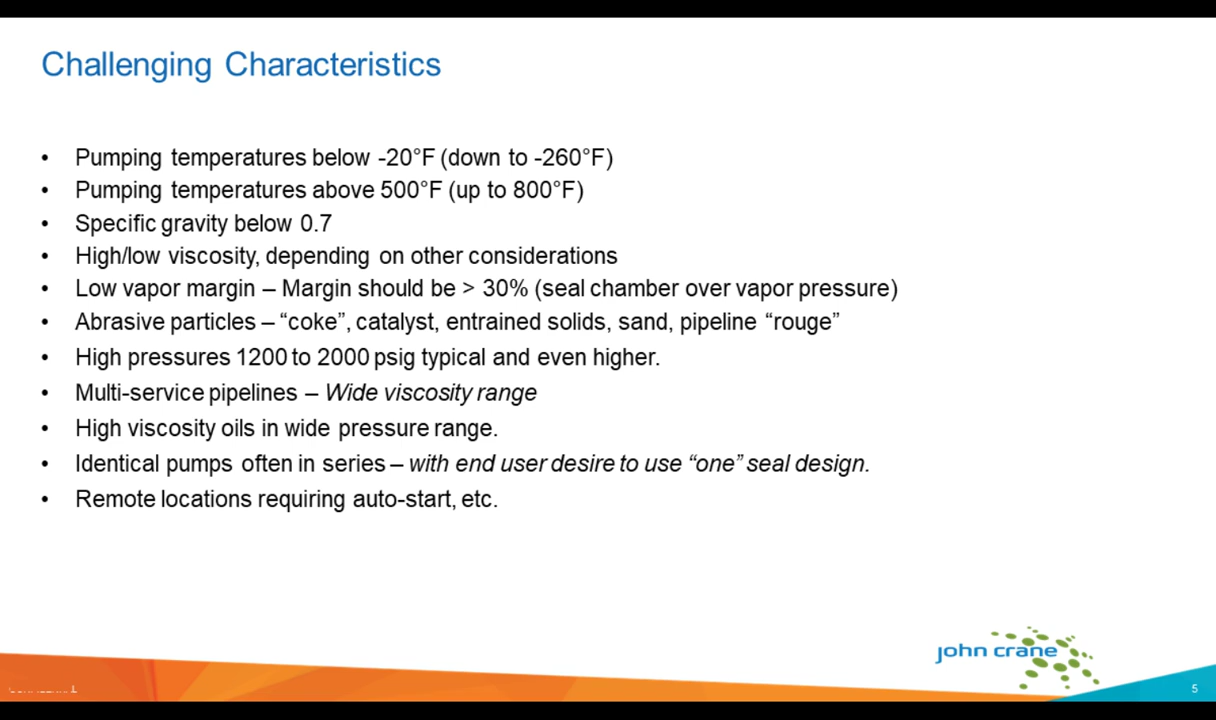 Challenging Characteristics
• Pumping temperatures below -20°F (down to -260°F)
• Pumping temperatures above 500°F (up to 800°F)
• Specific gravity below 0.7
• High/low viscosity, depending on other considerations
• Low vapor margin – Margin should be > 30% (seal chamber over vapor pressure)
• Abrasive particles – “coke”, catalyst, entrained solids, sand, pipeline “rouge”
• High pressures 1200 to 2000 psig typical and even higher.
• Multi-service pipelines – Wide viscosity range
• High viscosity oils in wide pressure range.
• Identical pumps often in series – with end user desire to use “one” seal design.
• Remote locations requiring auto-start, etc.
john crane
5